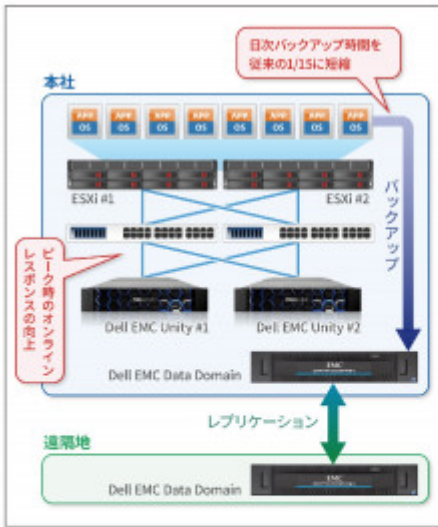 日次バックアップ時間を
従来の1/15に短縮
本社
APP APP APP APP APP APP APP APP
OS OS OS OS OS OS OS OS
ESXi #1
ESXi #2
バックアップ
ピーク時のオンライン
レスポンスの向上
Dell EMC Unity #1
Dell EMC Unity #2
Dell EMC Data Domain
EMC
レプリケーション
遠隔地
Dell EMC Data Domain
EMC